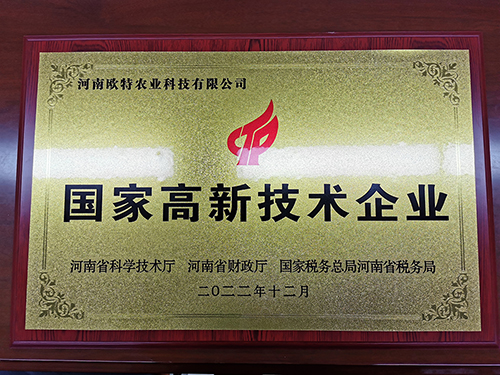 河南欧特农业科技有限公司
国家高新技术企业
河南省科学技术厅 河南省财政厅 国家税务总局河南省税务局
二〇二二年十二月